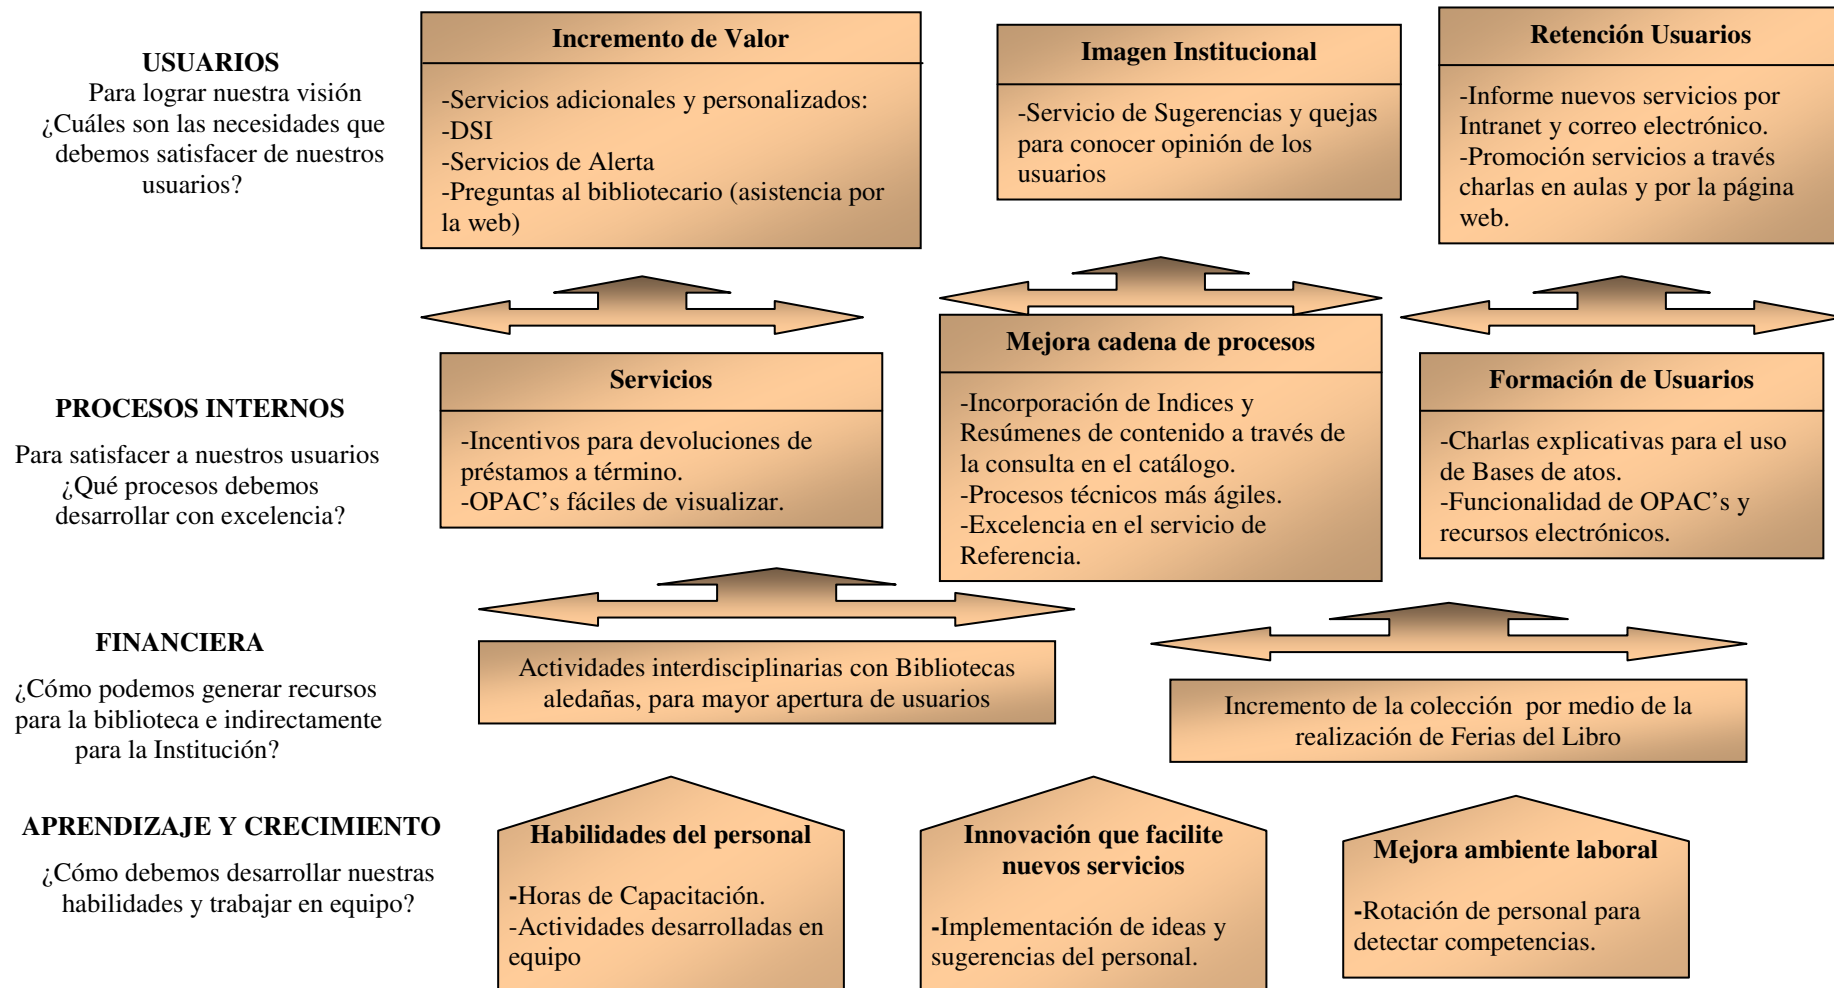 USUARIOS
Para lograr nuestra visión
¿Cuáles son las necesidades que
debemos satisfacer de nuestros
usuarios?
Incremento de Valor
-Servicios adicionales y personalizados:
-DSI
-Servicios de Alerta
-Preguntas al bibliotecario (asistencia por
la web)
Imagen Institucional
-Servicio de Sugerencias y quejas
para conocer opinión de los
usuarios
Retención Usuarios
-Informe nuevos servicios por
Intranet y correo electrónico.
-Promoción servicios a través
charlas en aulas y por la página
web.
PROCESOS INTERNOS
Para satisfacer a nuestros usuarios
¿Qué procesos debemos
desarrollar con excelencia?
Servicios
-Incentivos para devoluciones de
préstamos a término.
-OPAC’s fáciles de visualizar.
Mejora cadena de procesos
-Incorporación de Indices y
Resúmenes de contenido a través de
la consulta en el catálogo.
-Procesos técnicos más ágiles.
-Excelencia en el servicio de
Referencia.
Formación de Usuarios
-Charlas explicativas para el uso
de Bases de atos.
-Funcionalidad de OPAC’s y
recursos electrónicos.
FINANCIERA
¿Cómo podemos generar recursos
para la biblioteca e indirectamente
para la Institución?
Actividades interdisciplinarias con Bibliotecas
aledañas, para mayor apertura de usuarios
Incremento de la colección  por medio de la
realización de Ferias del Libro
APRENDIZAJE Y CRECIMIENTO
¿Cómo debemos desarrollar nuestras
habilidades y trabajar en equipo?
Habilidades del personal
-Horas de Capacitación.
-Actividades desarrolladas en
equipo
Innovación que facilite
nuevos servicios
-Implementación de ideas y
sugerencias del personal.
Mejora ambiente laboral
-Rotación de personal para
detectar competencias.